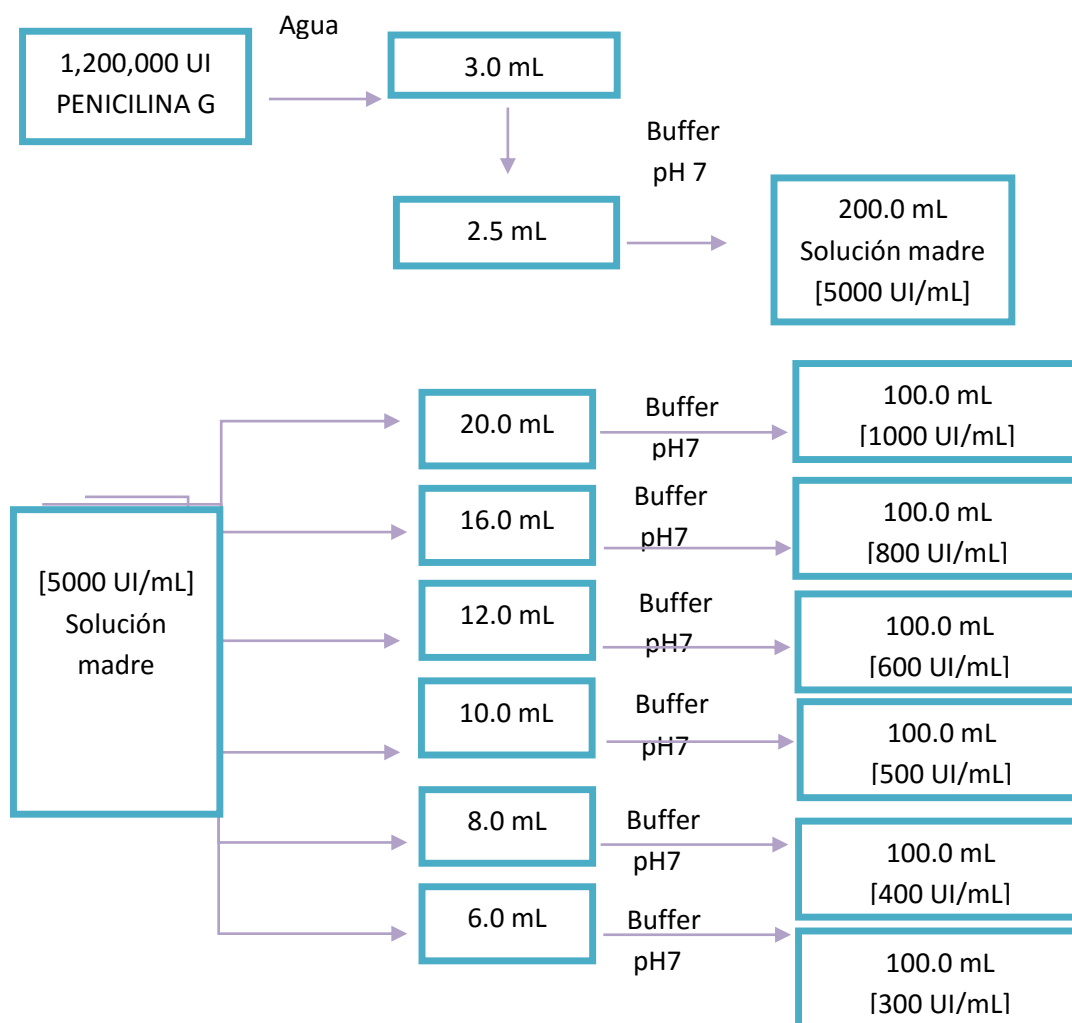 Agua
1,200,000 UI
PENICILINA G
3.0 mL
Buffer
pH 7
2.5 mL
200.0 mL
Solución madre
[5000 UI/mL]
[5000 UI/mL]
Solución
madre
20.0 mL
Buffer
pH7
100.0 mL
[1000 UI/mL]
16.0 mL
Buffer
pH7
100.0 mL
[800 UI/mL]
12.0 mL
Buffer
pH7
100.0 mL
[600 UI/mL]
10.0 mL
Buffer
pH7
100.0 mL
[500 UI/mL]
8.0 mL
Buffer
pH7
100.0 mL
[400 UI/mL]
6.0 mL
Buffer
pH7
100.0 mL
[300 UI/mL]